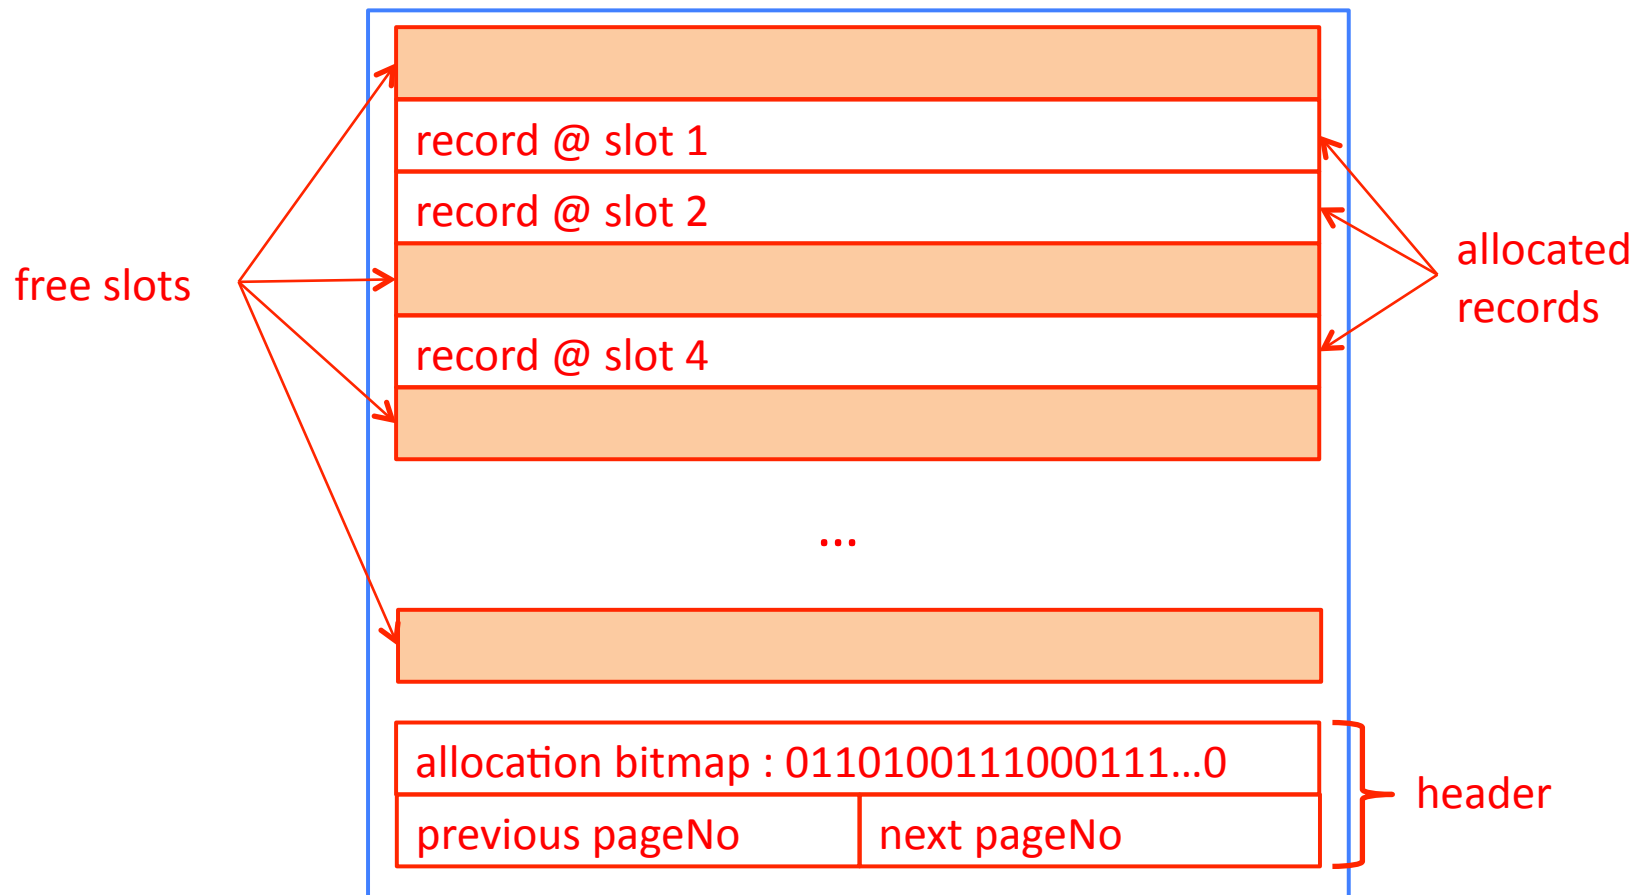 record @ slot 1
record @ slot 2
free slots
allocated
records
record @ slot 4
...
allocation bitmap : 0110100111000111...0
header
previous pageNo
next pageNo